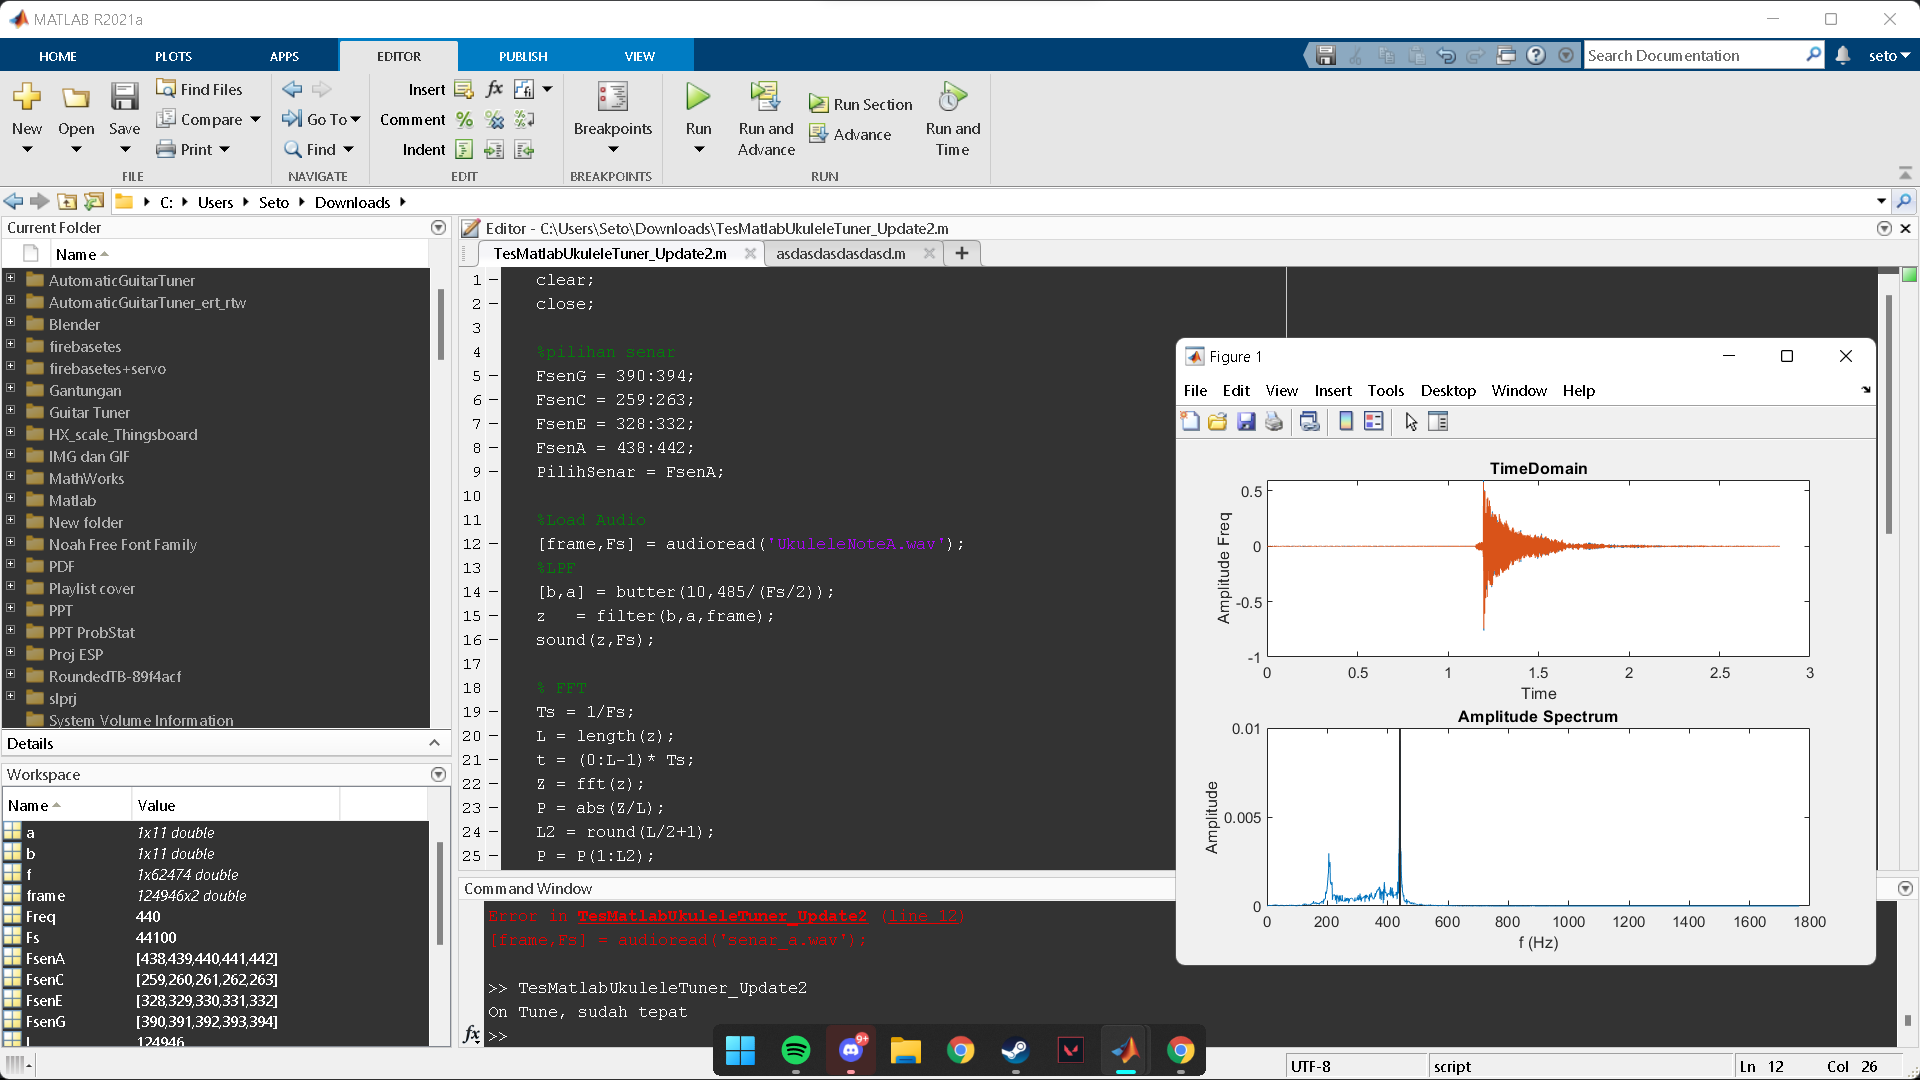 MATLAB R2021a
HOME PLOTS APPS EDITOR PUBLISH VIEW
Search Documentation
seto
New Open Save
Find Files
Compare
Print
FILE
Go To
Find
NAVIGATE
Insert
Comment
Indent
EDIT
Breakpoints
BREAKPOINTS
Run
Run and Advance
Run Section
Advance
Run and Time
RUN
C: Users Seto Downloads
Current Folder
Name
AutomaticGuitarTuner
AutomaticGuitarTuner_ert_rtw
Blender
firebasetes
firebasetes+servo
Gantungan
Guitar Tuner
HX_scale_Thingsboard
IMG dan GIF
MathWorks
Matlab
New folder
Noah Free Font Family
PDF
Playlist cover
PPT
PPT ProbStat
Proj ESP
RoundedTB-89f4acf
slprj
System Volume Information
Details
Workspace
Name Value
a 1x11 double
b 1x11 double
f 1x62474 double
frame 124946x2 double
Freq 440
Fs 44100
FsenA [438,439,440,441,442]
FsenC [259,260,261,262,263]
FsenE [328,329,330,331,332]
FsenG [390,391,392,393,394]
L 124946
Editor - C:\Users\Seto\Downloads\TesMatlabUkuleleTuner_Update2.m
TesMatlabUkuleleTuner_Update2.m asdasdasdasdasd.m
1 clear;
2 close;
3
4 %pilihan senar
5 FsenG = 390:394;
6 FsenC = 259:263;
7 FsenE = 328:332;
8 FsenA = 438:442;
9 PilihSenar = FsenA;
10
11 %Load Audio
12 [frame,Fs] = audioread('UkuleleNoteA.wav');
13 %LPF
14 [b,a] = butter(10,485/(Fs/2));
15 z   = filter(b,a,frame);
16 sound(z,Fs);
17
18 % FFT
19 Ts = 1/Fs;
20 L = length(z);
21 t = (0:L-1)* Ts;
22 Z = fft(z);
23 P = abs(Z/L);
24 L2 = round(L/2+1);
25 P = P(1:L2);
Command Window
Error in TesMatlabUkuleleTuner_Update2 (line 12)
[frame,Fs] = audioread('senar_a.wav');
>> TesMatlabUkuleleTuner_Update2
On Tune, sudah tepat
fx >>
Figure 1
File Edit View Insert Tools Desktop Window Help
TimeDomain
Amplitude Freq
0.5
0
-0.5
-1
0 0.5 1 1.5 2 2.5 3
Time
Amplitude Spectrum
Amplitude
0.01
0.005
0
0 200 400 600 800 1000 1200 1400 1600 1800
f (Hz)
9+
UTF-8 script Ln 12 Col 26